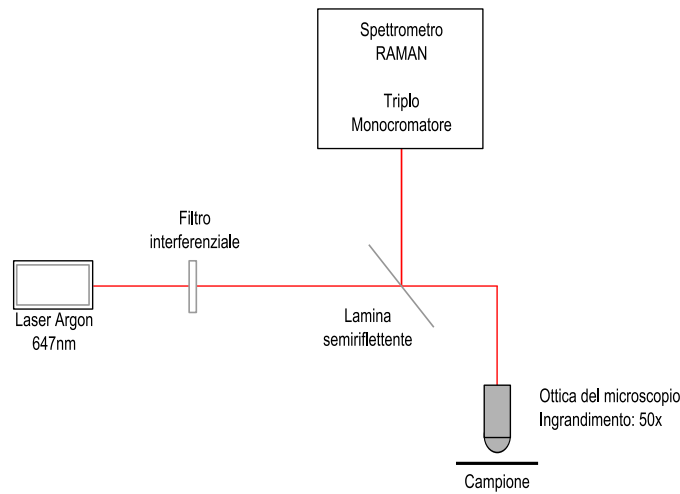 Spettrometro
RAMAN
Triplo
Monocromatore
Filtro
interferenziale
Laser Argon
647nm
Lamina
semiriflettente
Ottica del microscopio
Ingrandimento: 50x
Campione